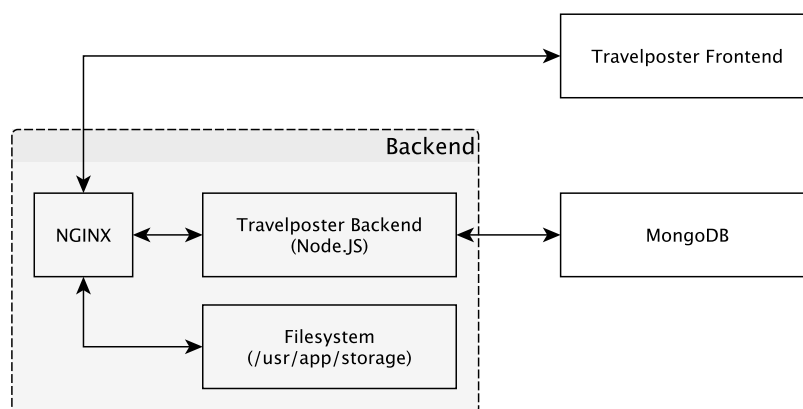 Travelposter Frontend
Backend
NGINX
Travelposter Backend
(Node.JS)
MongoDB
Filesystem
(/usr/app/storage)